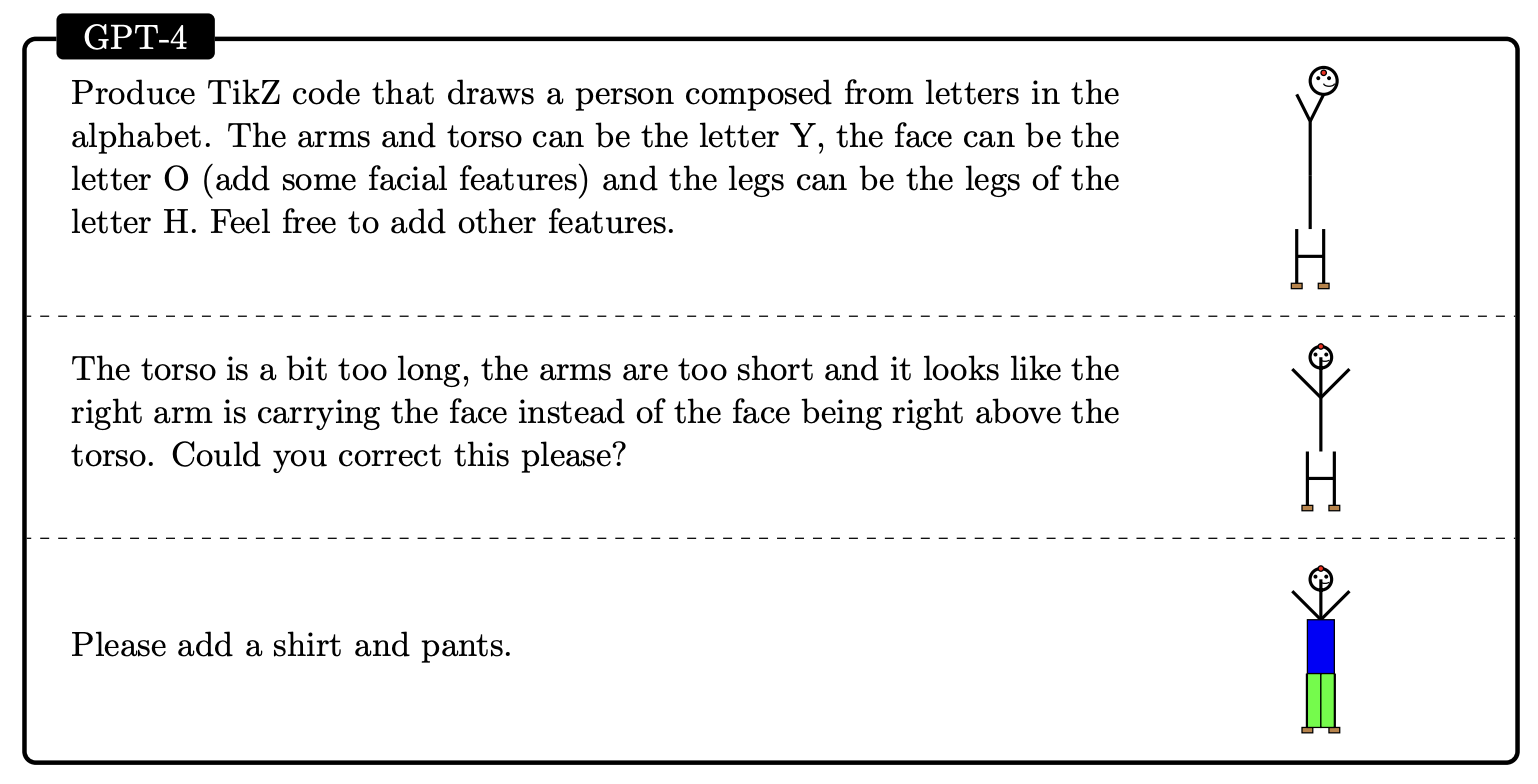 GPT-4
Produce TikZ code that draws a person composed from letters in the
alphabet. The arms and torso can be the letter Y, the face can be the
letter O (add some facial features) and the legs can be the legs of the
letter H. Feel free to add other features.
The torso is a bit too long, the arms are too short and it looks like the
right arm is carrying the face instead of the face being right above the
torso. Could you correct this please?
Please add a shirt and pants.